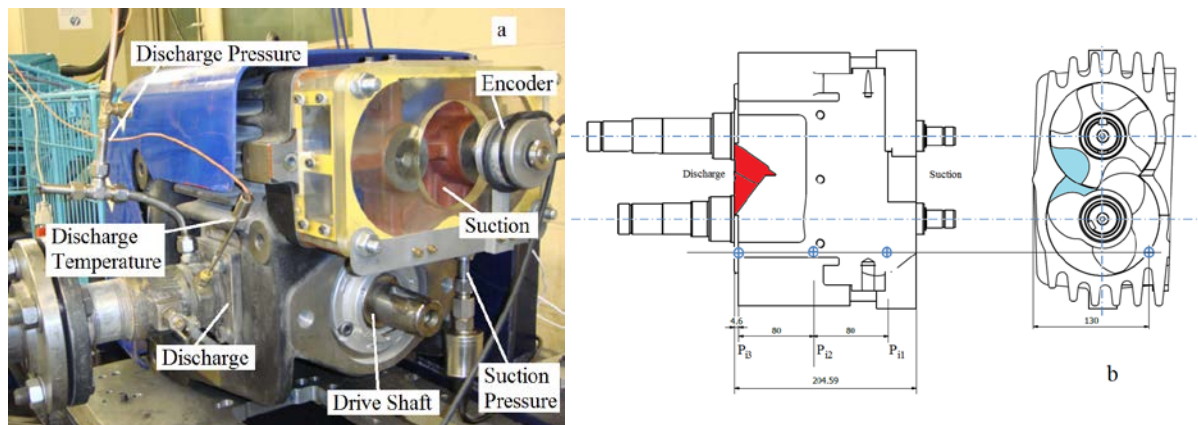 a
Discharge Pressure
Encoder
Suction
Discharge
Temperature
Discharge
Drive Shaft
Suction
Pressure
Discharge
Suction
4.6
80
80
130
Pi3
Pi2
Pi1
204.59
b